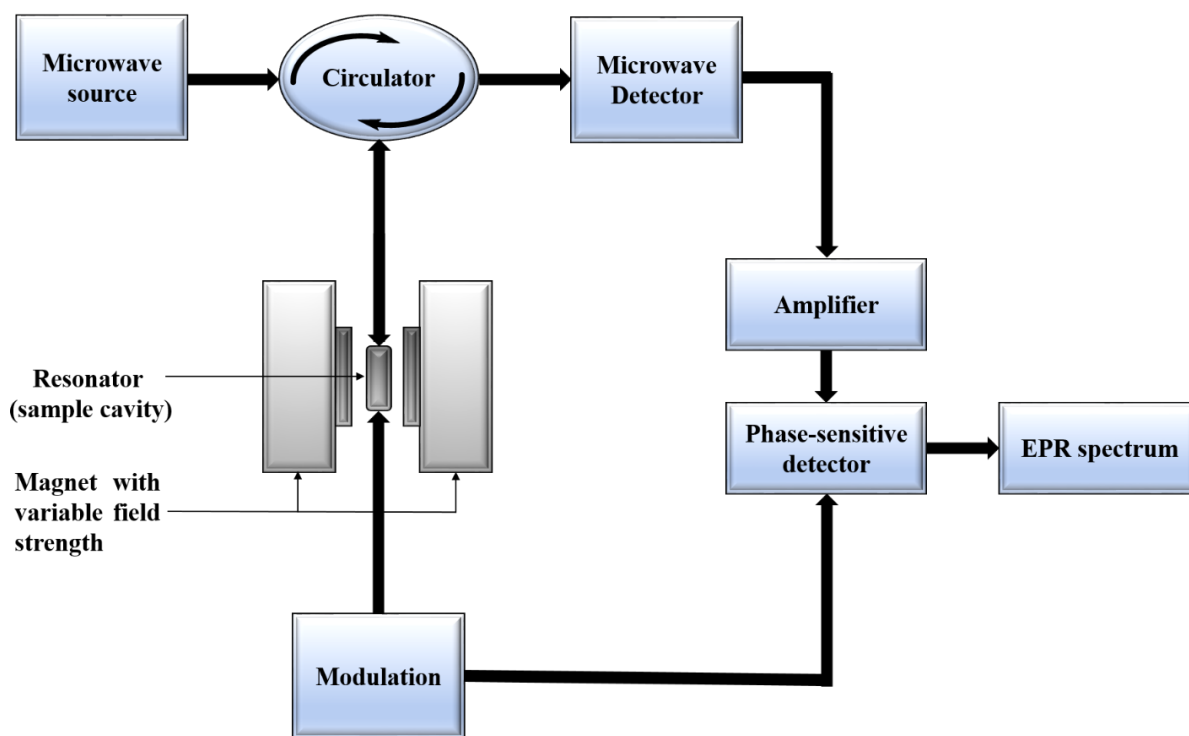 Microwave
source
Circulator
Microwave
Detector
Amplifier
Resonator
(sample cavity)
Phase-sensitive
detector
EPR spectrum
Magnet with
variable field
strength
Modulation